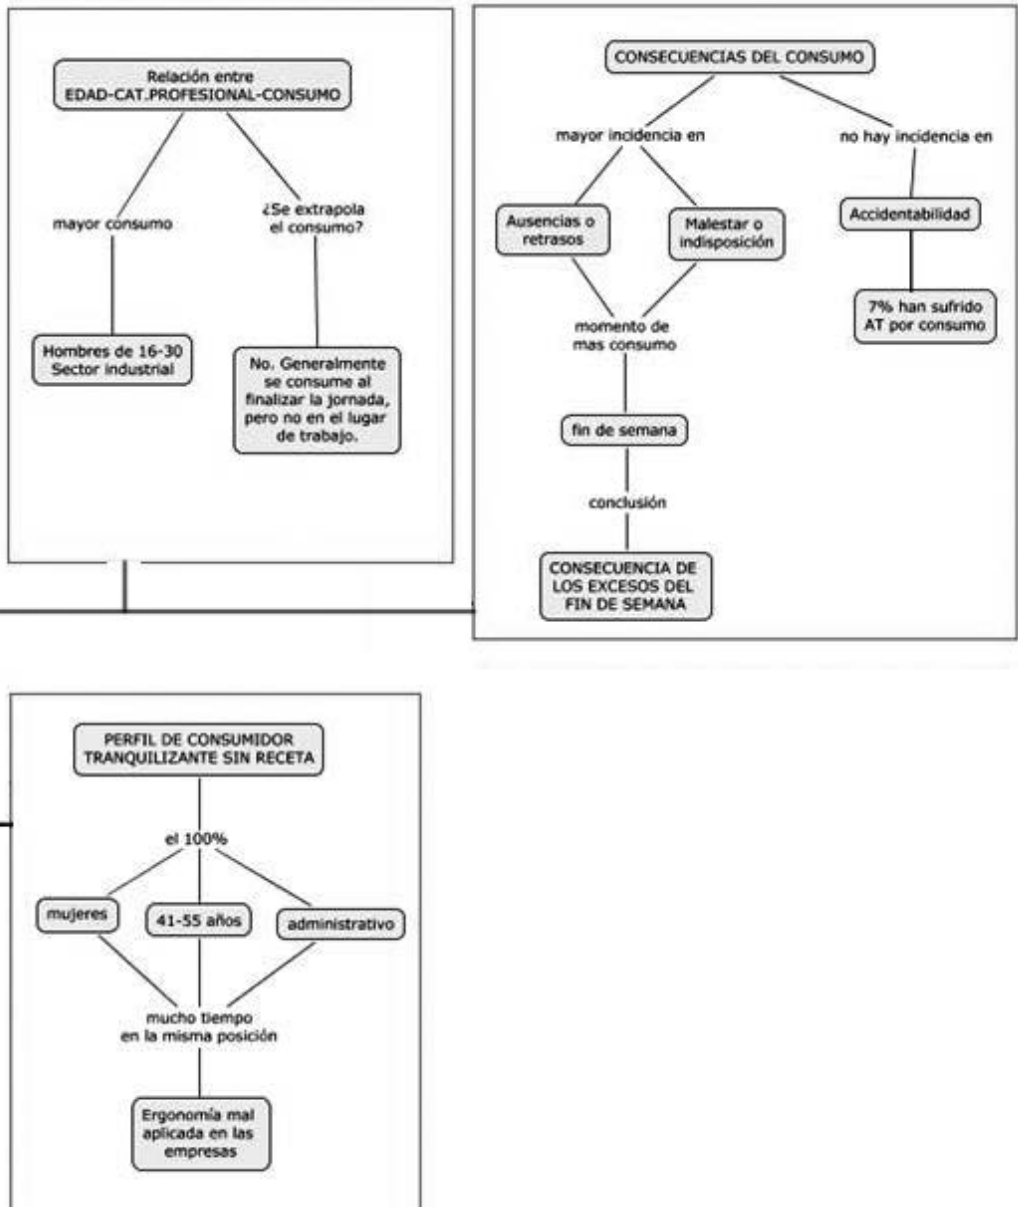 Relación entre
EDAD-CAT.PROFESIONAL-CONSUMO
mayor consumo
¿Se extrapola
el consumo?
Hombres de 16-30
Sector industrial
No. Generalmente
se consume al
finalizar la jornada,
pero no en el lugar
de trabajo.
CONSECUENCIAS DEL CONSUMO
mayor incidencia en
no hay incidencia en
Ausencias o
retrasos
Malestar o
indisposición
Accidentabilidad
7% han sufrido
AT por consumo
momento de
mas consumo
fin de semana
conclusión
CONSECUENCIA DE
LOS EXCESOS DEL
FIN DE SEMANA
PERFIL DE CONSUMIDOR
TRANQUILIZANTE SIN RECETA
el 100%
mujeres
41-55 años
administrativo
mucho tiempo
en la misma posición
Ergonomía mal
aplicada en las
empresas